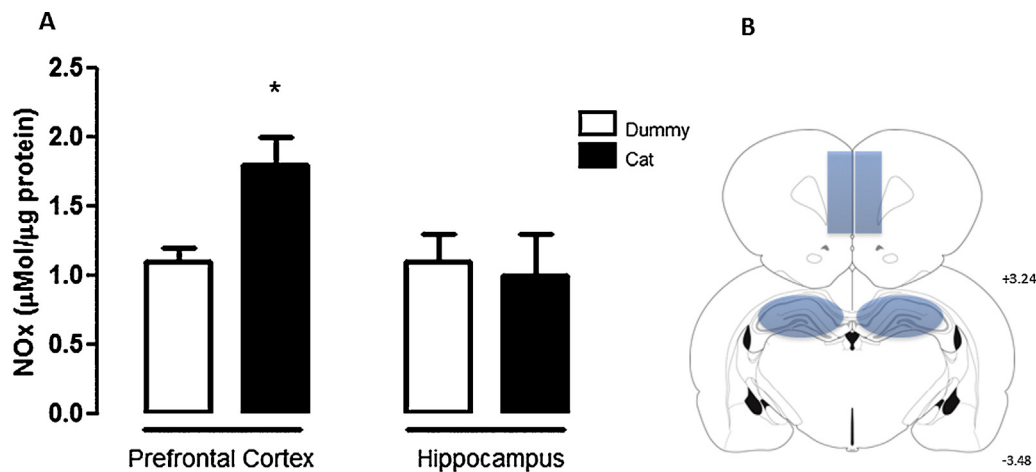 A
B
2.5
2.0
1.5
1.0
0.5
0.0
NOx (μMol/μg protein)
*
Dummy
Cat
Prefrontal Cortex
Hippocampus
+3.24
-3.48